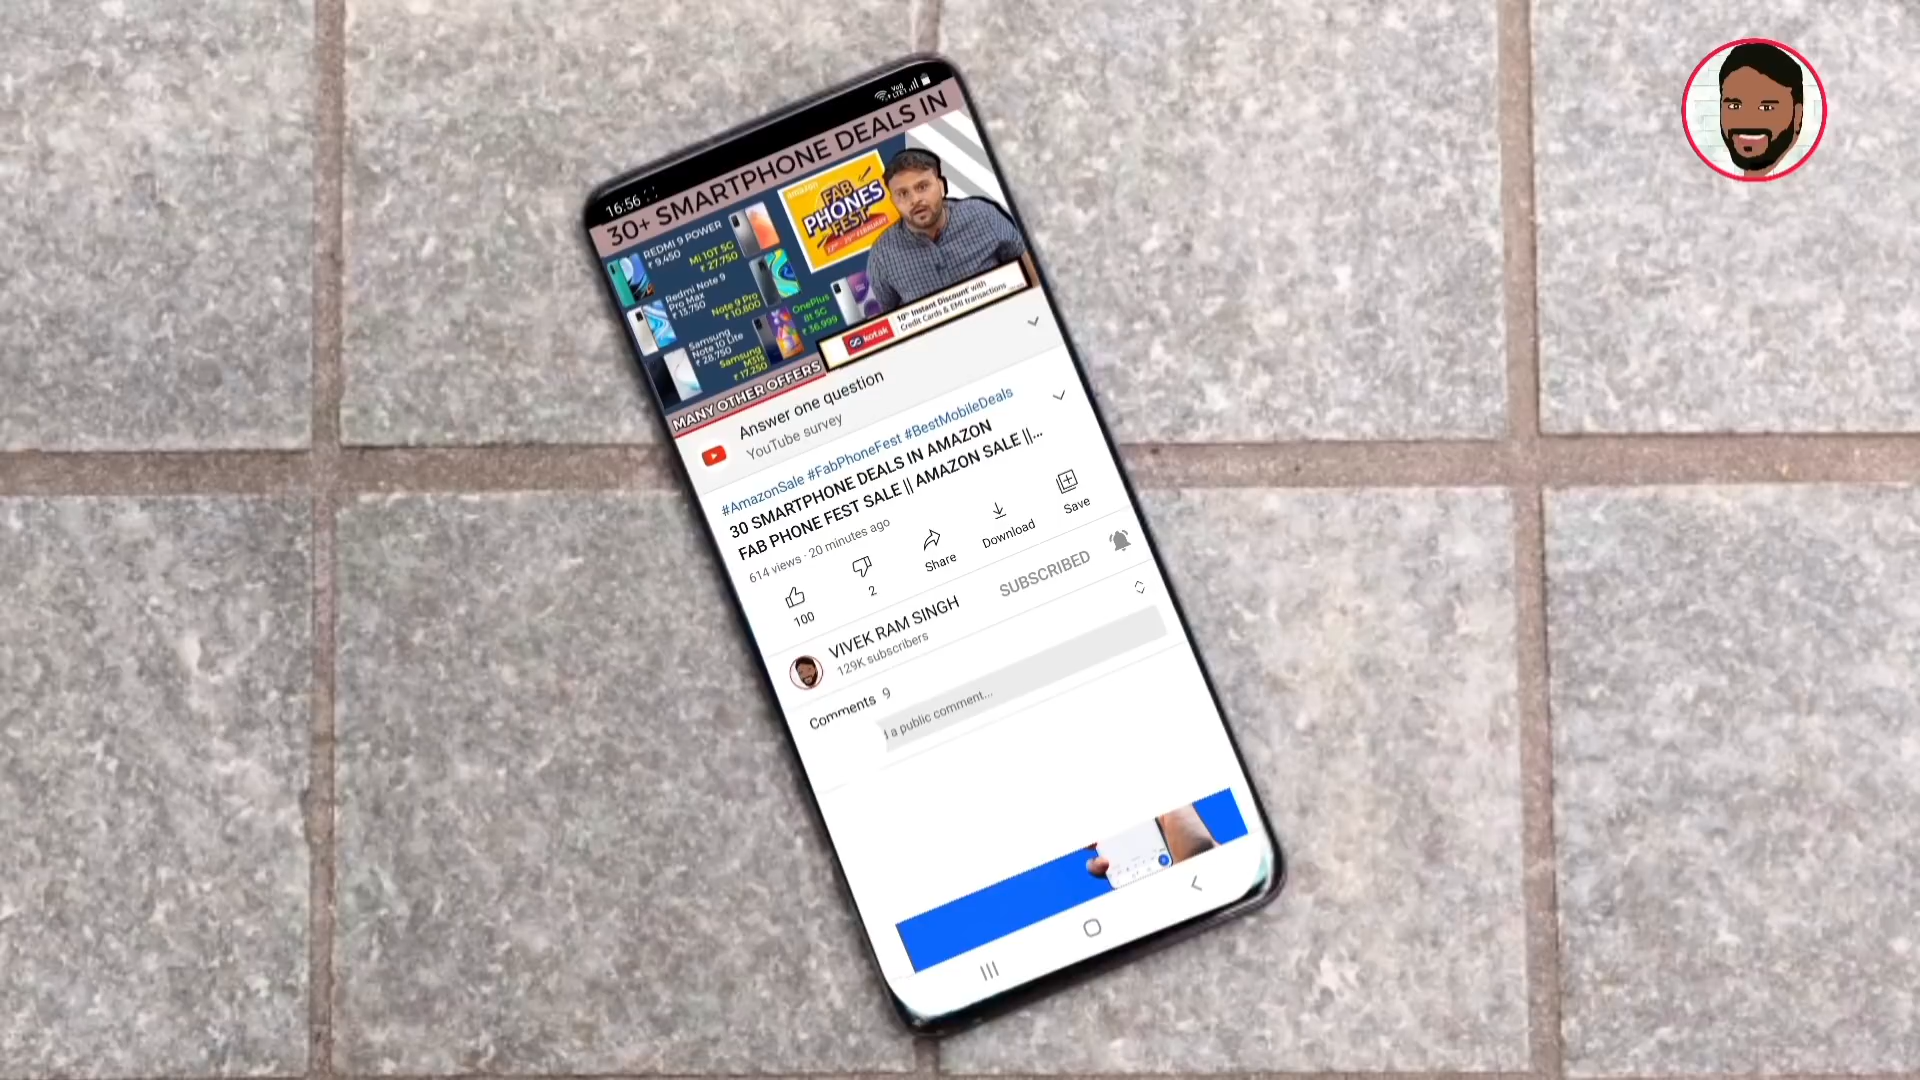 16:56
30+ SMARTPHONE DEALS IN
REDMI 9 POWER
₹ 9,450
Mi 10T 5G
₹ 27,750
Redmi Note 9
Pro Max
₹ 13,750
Note 9 Pro
₹ 10,800
Samsung
Note 10 Lite
₹ 28,750
Samsung
M31s
₹ 17,250
OnePlus
8t 5G
₹ 36,999
amazon
FAB
PHONES
FEST
kotak
10% Instant Discount* with
Credit Cards & EMI transactions
MANY OTHER OFFERS
Answer one question
YouTube survey
#AmazonSale #FabPhoneFest #BestMobileDeals
30 SMARTPHONE DEALS IN AMAZON
FAB PHONE FEST SALE || AMAZON SALE ||...
614 views · 20 minutes ago
100
2
Share
Download
Save
VIVEK RAM SINGH
129K subscribers
SUBSCRIBED
Comments 9
a public comment...